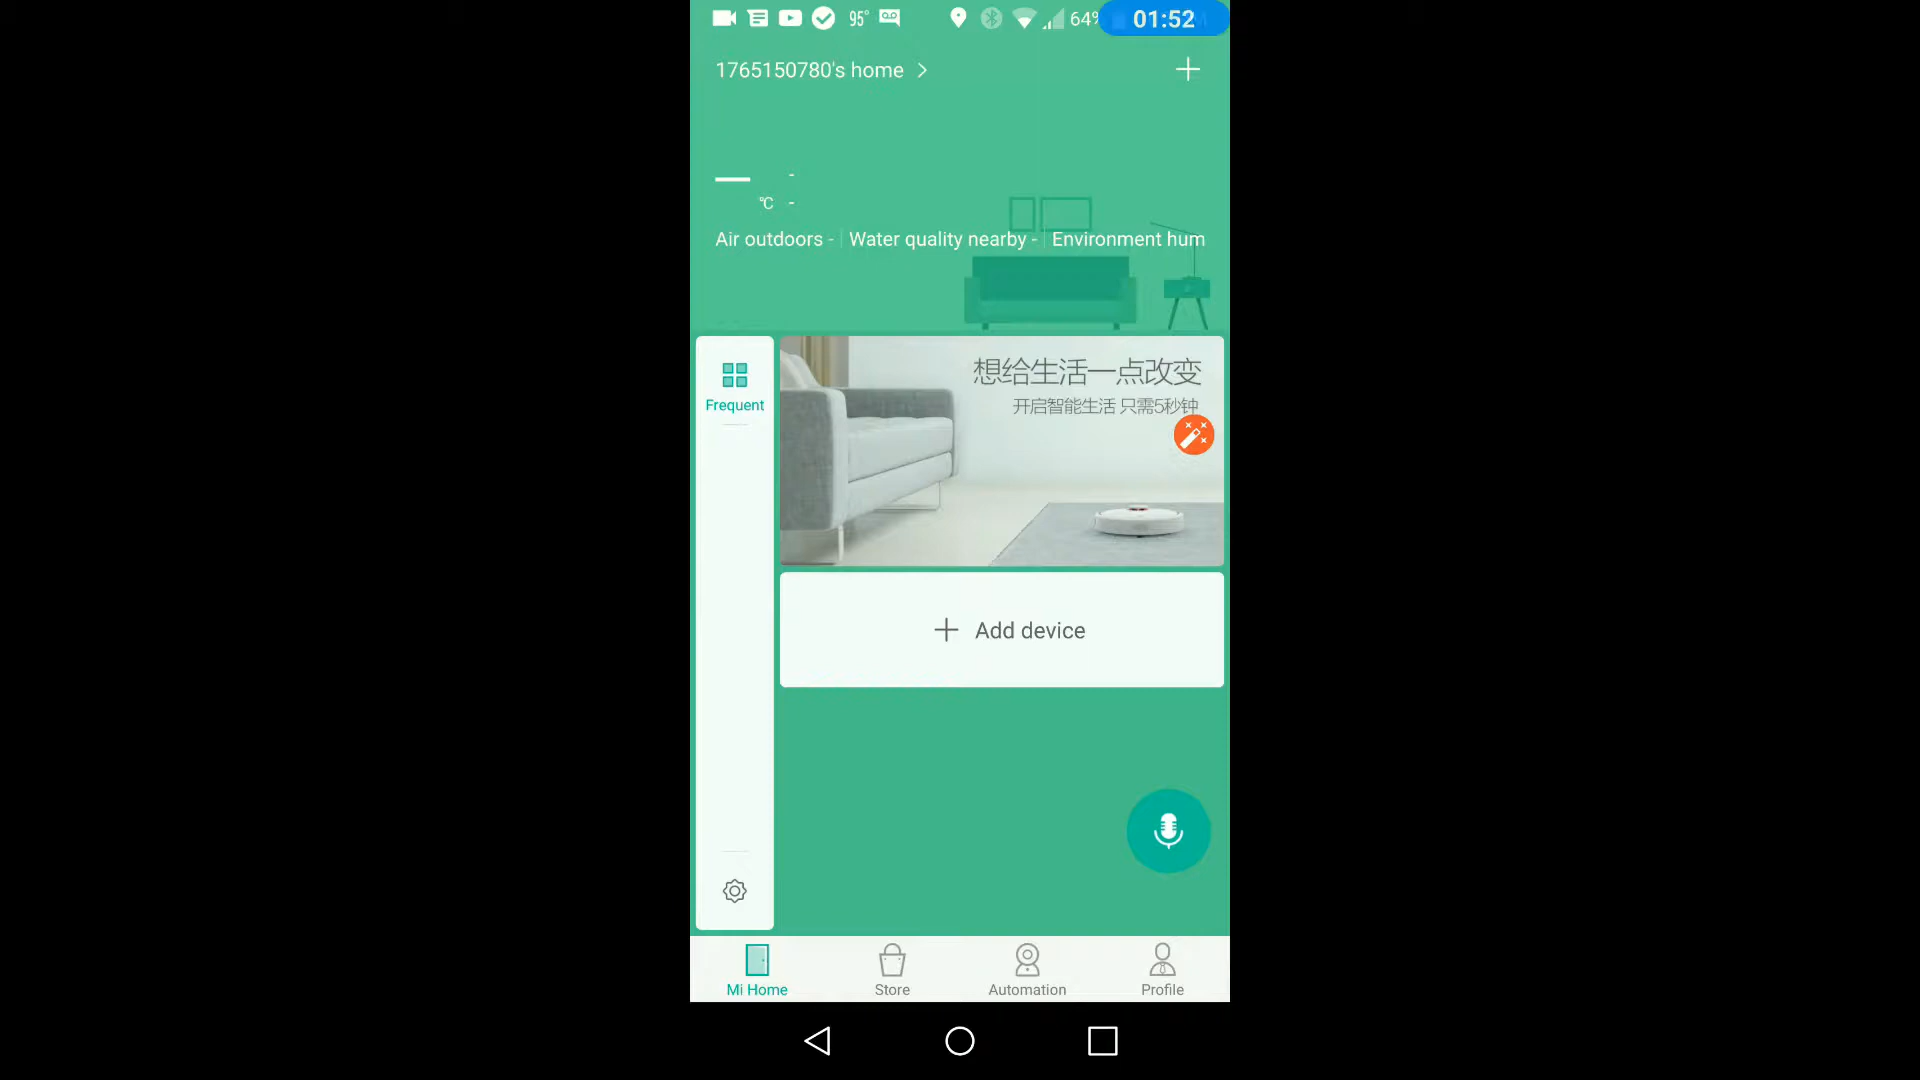 95°
64%
01:52
1765150780's home
-
°C -
Air outdoors - Water quality nearby - Environment hum
想给生活一点改变
开启智能生活 只需5秒钟
Frequent
Add device
Mi Home
Store
Automation
Profile